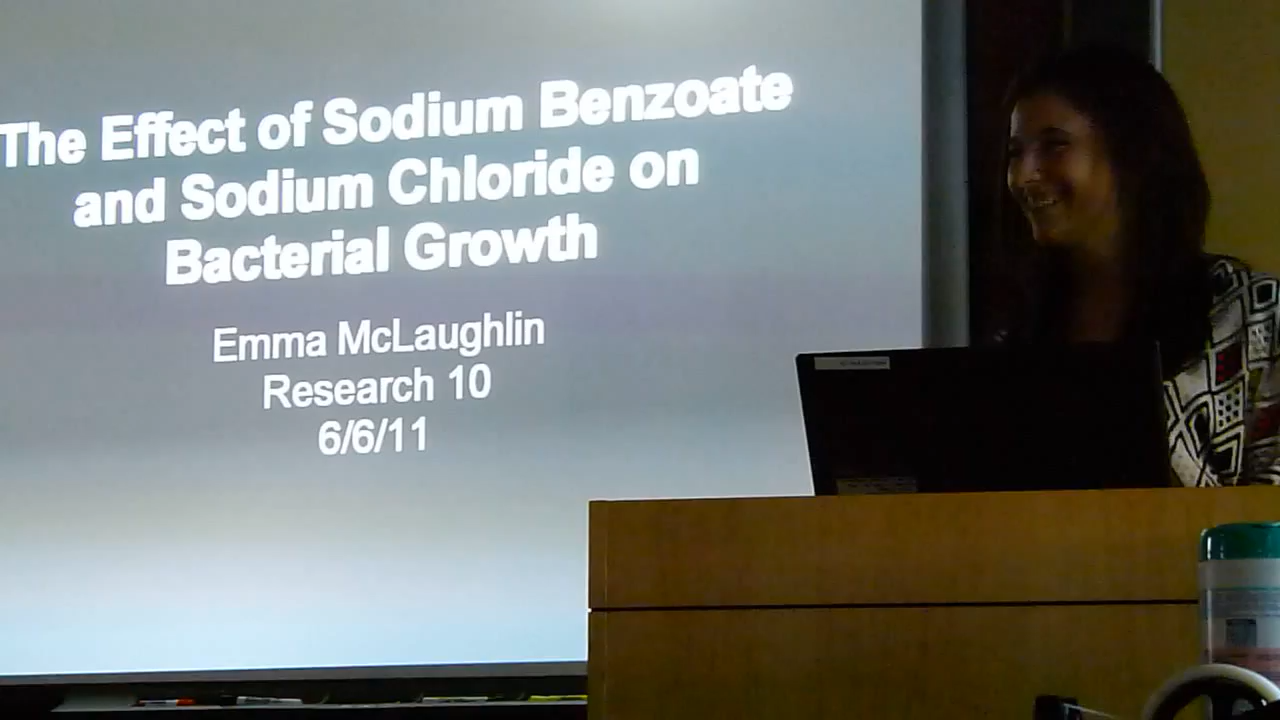 The Effect of Sodium Benzoate
and Sodium Chloride on
Bacterial Growth
Emma McLaughlin
Research 10
6/6/11